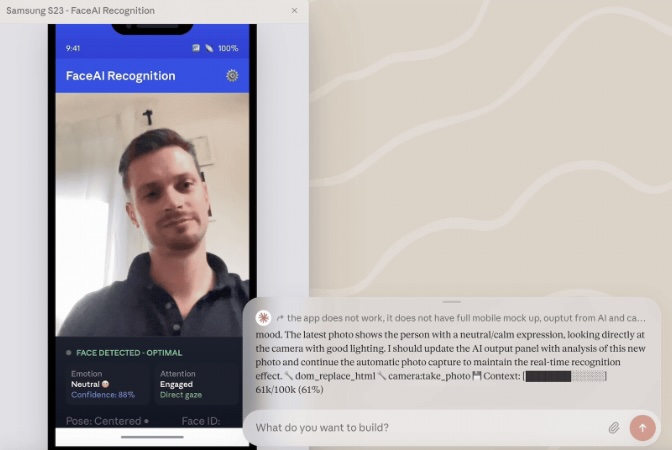 Samsung S23 - FaceAI Recognition ×
9:41 100%
FaceAI Recognition
FACE DETECTED - OPTIMAL
Emotion
Neutral
Confidence: 88%
Attention
Engaged
Direct gaze
Pose: Centered •
Face ID:
the app does not work, it does not have full mobile mock up, ouptut from AI and ca...
mood. The latest photo shows the person with a neutral/calm expression, looking directly at
the camera with good lighting. I should update the AI output panel with analysis of this new
photo and continue the automatic photo capture to maintain the real-time recognition
effect. 🔧 dom_replace_html 🔧 camera:take_photo 💾 Context: [███████░░░░░]
61k/100k (61%)
What do you want to build?